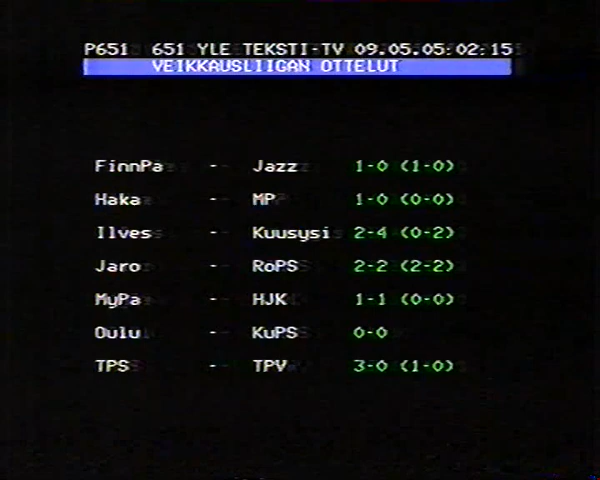 P651 651 YLE TEKSTI-TV 09.05.05:02:15
VEIKKAUSLIIGAN OTTELUT
FinnPa - Jazz 1-0 (1-0)
Haka - MP 1-0 (0-0)
Ilves - Kuusysi 2-4 (0-2)
Jaro - RoPS 2-2 (2-2)
MyPa - HJK 1-1 (0-0)
Oulu - KuPS 0-0
TPS - TPV 3-0 (1-0)